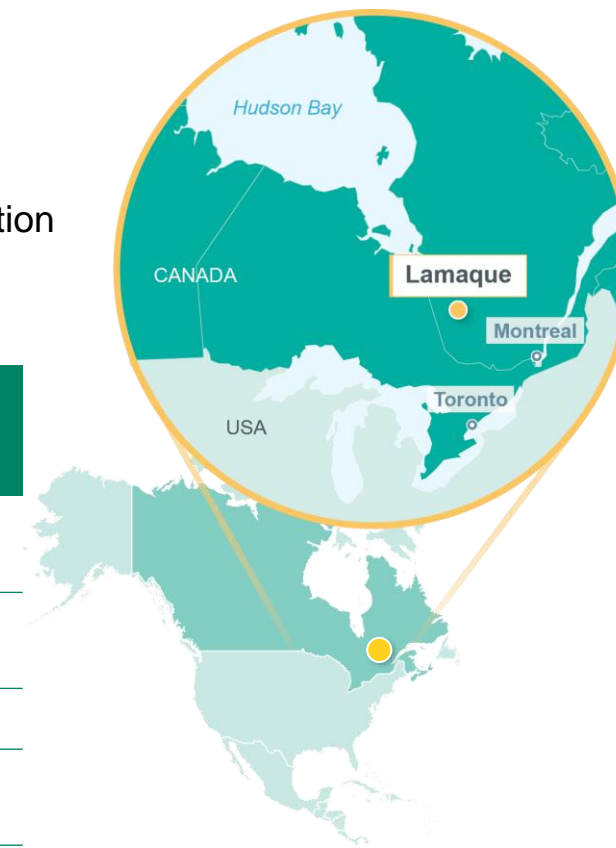 Hudson Bay
tion
CANADA
Lamaque
Montreal
Toronto
USA